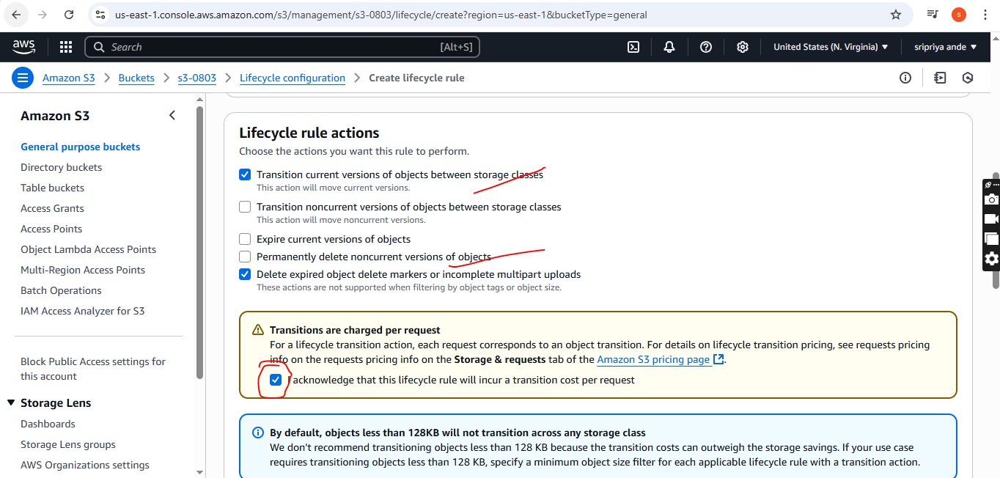 us-east-1.console.aws.amazon.com/s3/management/s3-0803/lifecycle/create?region=us-east-1&bucketType=general
s
aws
Search
[Alt+S]
United States (N. Virginia)
sripriya ande
Amazon S3
Buckets
s3-0803
Lifecycle configuration
Create lifecycle rule
Amazon S3
General purpose buckets
Directory buckets
Table buckets
Access Grants
Access Points
Object Lambda Access Points
Multi-Region Access Points
Batch Operations
IAM Access Analyzer for S3
Block Public Access settings for
this account
Storage Lens
Dashboards
Storage Lens groups
AWS Organizations settings
Lifecycle rule actions
Choose the actions you want this rule to perform.
Transition current versions of objects between storage classes
This action will move current versions.
Transition noncurrent versions of objects between storage classes
This action will move noncurrent versions.
Expire current versions of objects
Permanently delete noncurrent versions of objects
Delete expired object delete markers or incomplete multipart uploads
These actions are not supported when filtering by object tags or object size.
Transitions are charged per request
For a lifecycle transition action, each request corresponds to an object transition. For details on lifecycle transition pricing, see requests pricing
info on the requests pricing info on the Storage & requests tab of the Amazon S3 pricing page.
I acknowledge that this lifecycle rule will incur a transition cost per request
By default, objects less than 128KB will not transition across any storage class
We don't recommend transitioning objects less than 128 KB because the transition costs can outweigh the storage savings. If your use case
requires transitioning objects less than 128 KB, specify a minimum object size filter for each applicable lifecycle rule with a transition action.